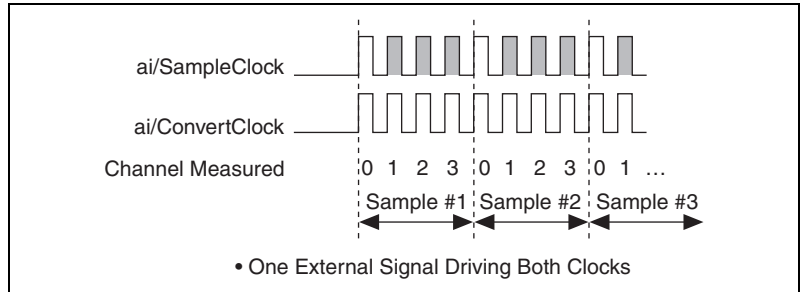 ai/SampleClock
ai/ConvertClock
Channel Measured 0 1 2 3 0 1 2 3 0 1 …
Sample #1 Sample #2 Sample #3
• One External Signal Driving Both Clocks